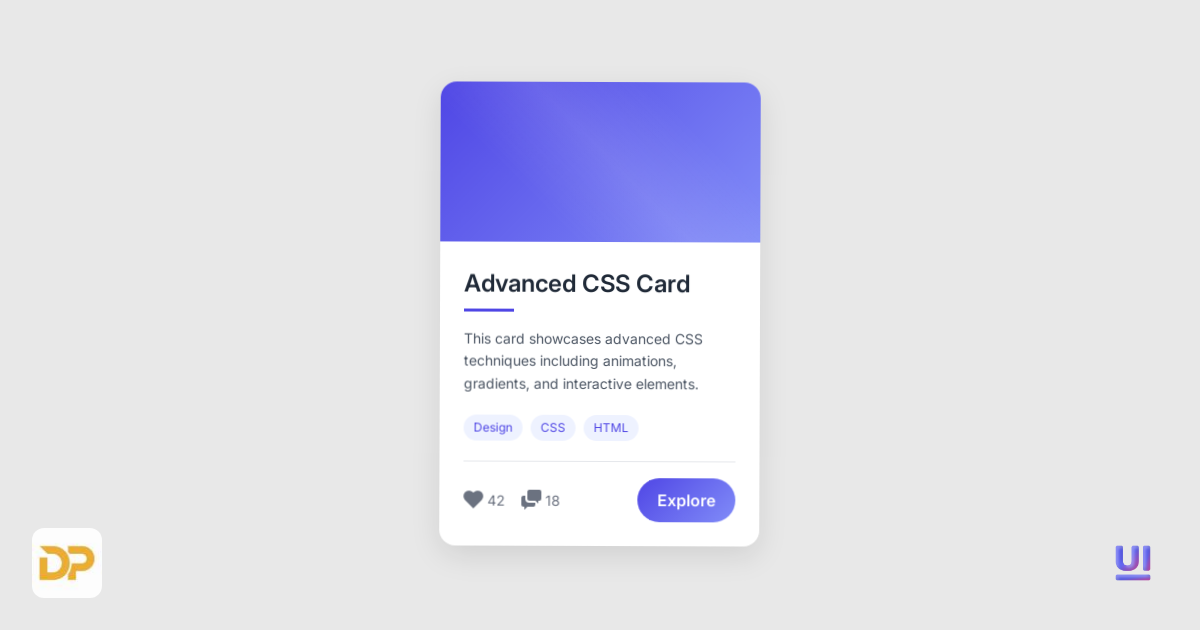 Advanced CSS Card
This card showcases advanced CSS
techniques including animations,
gradients, and interactive elements.
Design CSS HTML
42 18 Explore
DP
UI